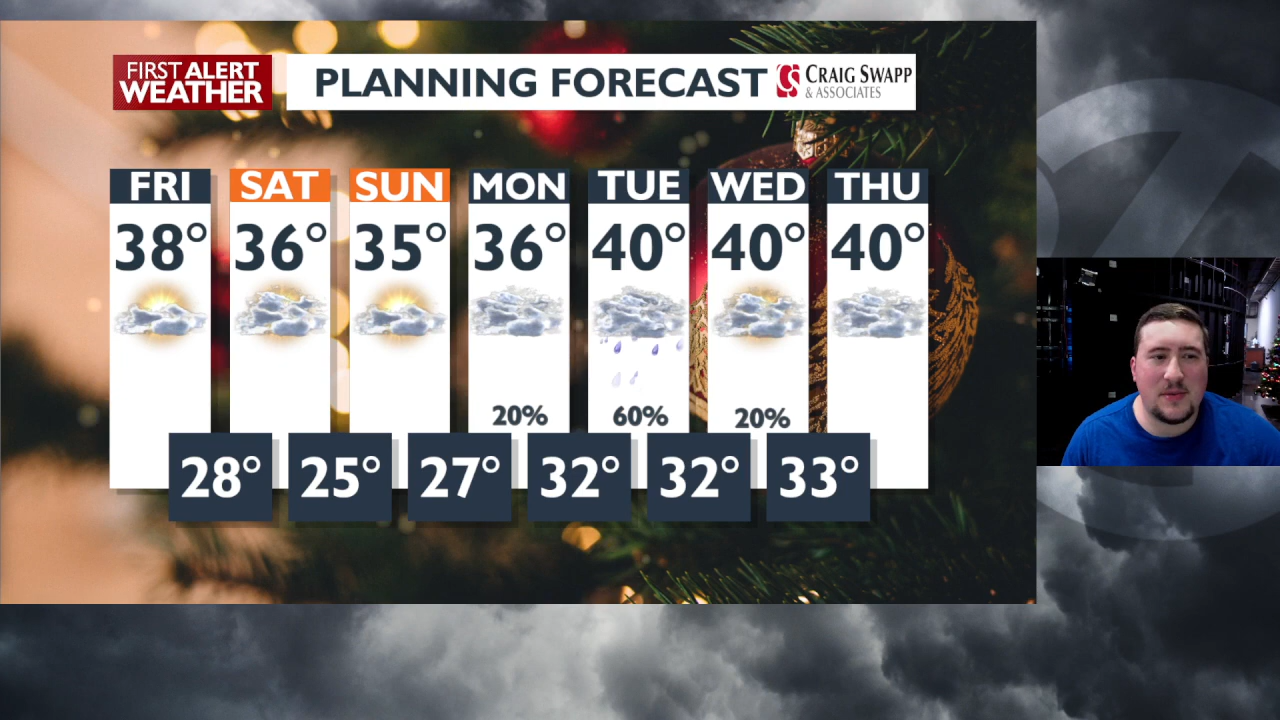 FIRST ALERT
WEATHER
PLANNING FORECAST
CRAIG SWAPP
& ASSOCIATES
FRI SAT SUN MON TUE WED THU
38° 36° 35° 36° 40° 40° 40°
20% 60% 20%
28° 25° 27° 32° 32° 33°